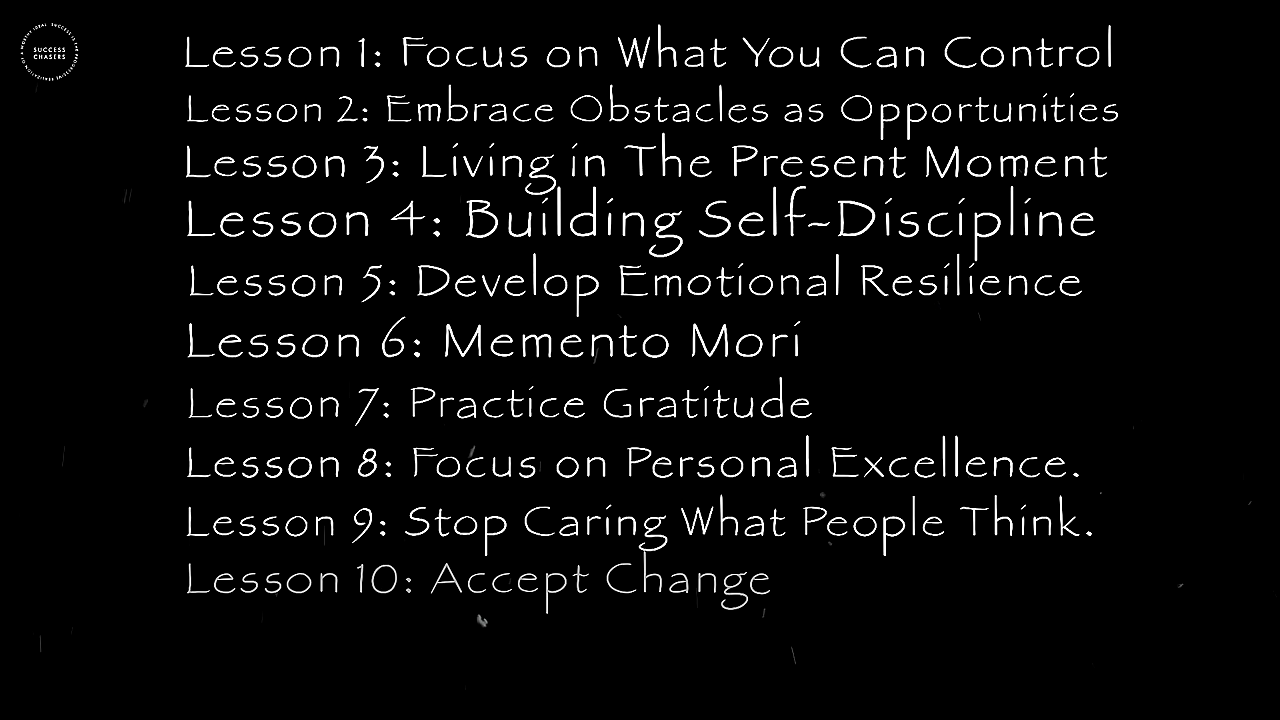 SUCCESS
CHASERS
Lesson 1: Focus on What You Can Control
Lesson 2: Embrace Obstacles as Opportunities
Lesson 3: Living in The Present Moment
Lesson 4: Building Self-Discipline
Lesson 5: Develop Emotional Resilience
Lesson 6: Memento Mori
Lesson 7: Practice Gratitude
Lesson 8: Focus on Personal Excellence.
Lesson 9: Stop Caring What People Think.
Lesson 10: Accept Change